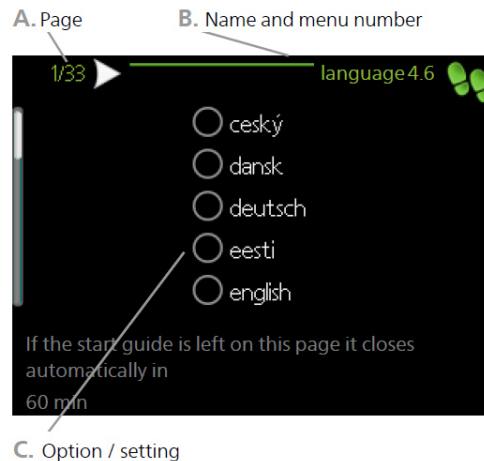 A. Page
B. Name and menu number
1/33
language 4.6
ceský
dansk
deutsch
eesti
english
If the start guide is left on this page it closes
automatically in
60 min
C. Option / setting